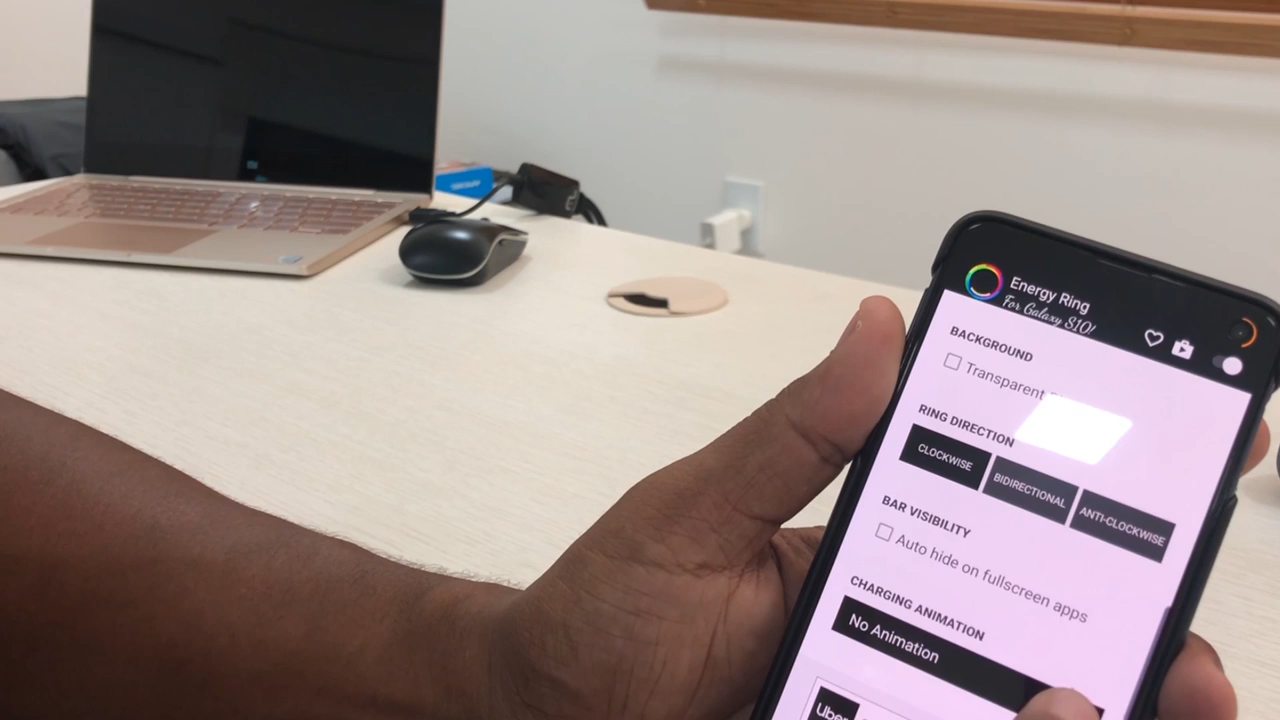 Energy Ring
For Galaxy S10!
BACKGROUND
Transparent
RING DIRECTION
CLOCKWISE
BIDIRECTIONAL
ANTI-CLOCKWISE
BAR VISIBILITY
Auto hide on fullscreen apps
CHARGING ANIMATION
No Animation
Uber